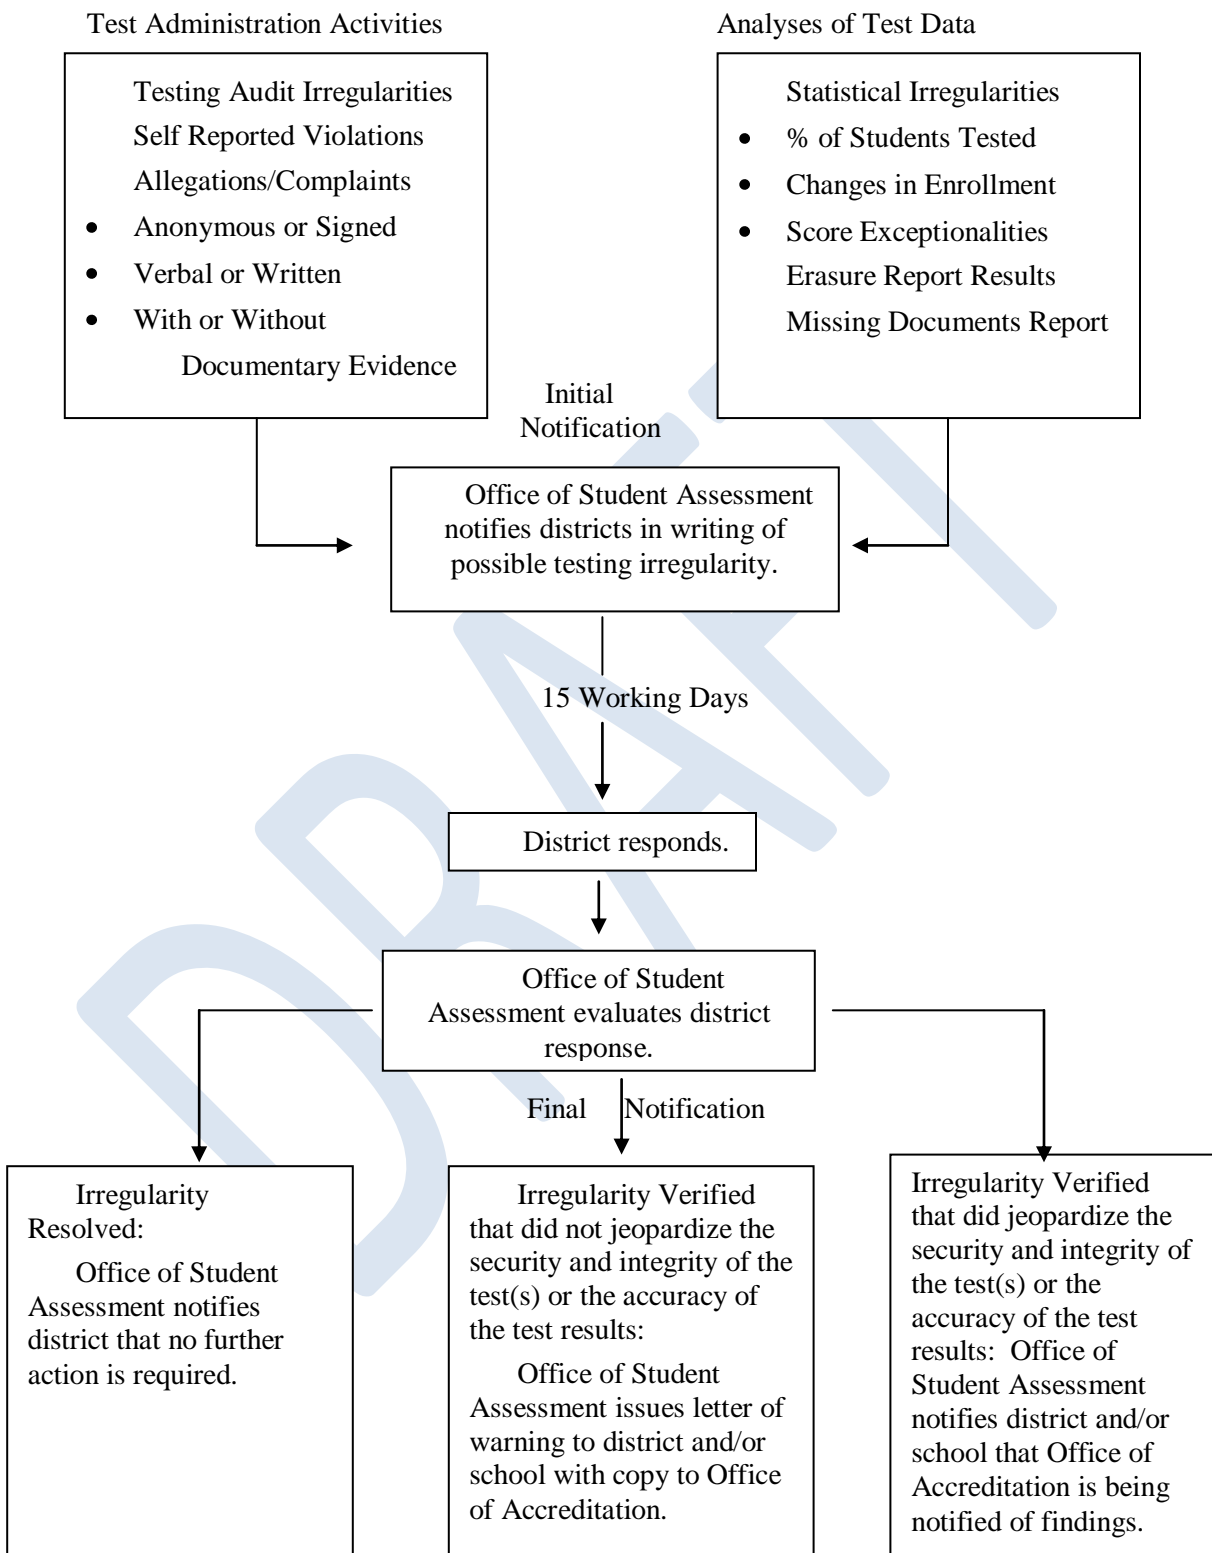 Test Administration Activities
Testing Audit Irregularities
Self Reported Violations
Allegations/Complaints
• Anonymous or Signed
• Verbal or Written
• With or Without
Documentary Evidence
Analyses of Test Data
Statistical Irregularities
• % of Students Tested
• Changes in Enrollment
• Score Exceptionalities
Erasure Report Results
Missing Documents Report
Initial
Notification
Office of Student Assessment
notifies districts in writing of
possible testing irregularity.
15 Working Days
District responds.
Office of Student
Assessment evaluates district
response.
Final Notification
Irregularity
Resolved:
Office of Student
Assessment notifies
district that no further
action is required.
Irregularity Verified
that did not jeopardize the
security and integrity of the
test(s) or the accuracy of
the test results:
Office of Student
Assessment issues letter of
warning to district and/or
school with copy to Office
of Accreditation.
Irregularity Verified
that did jeopardize the
security and integrity of
the test(s) or the
accuracy of the test
results: Office of
Student Assessment
notifies district and/or
school that Office of
Accreditation is being
notified of findings.
DRAFT